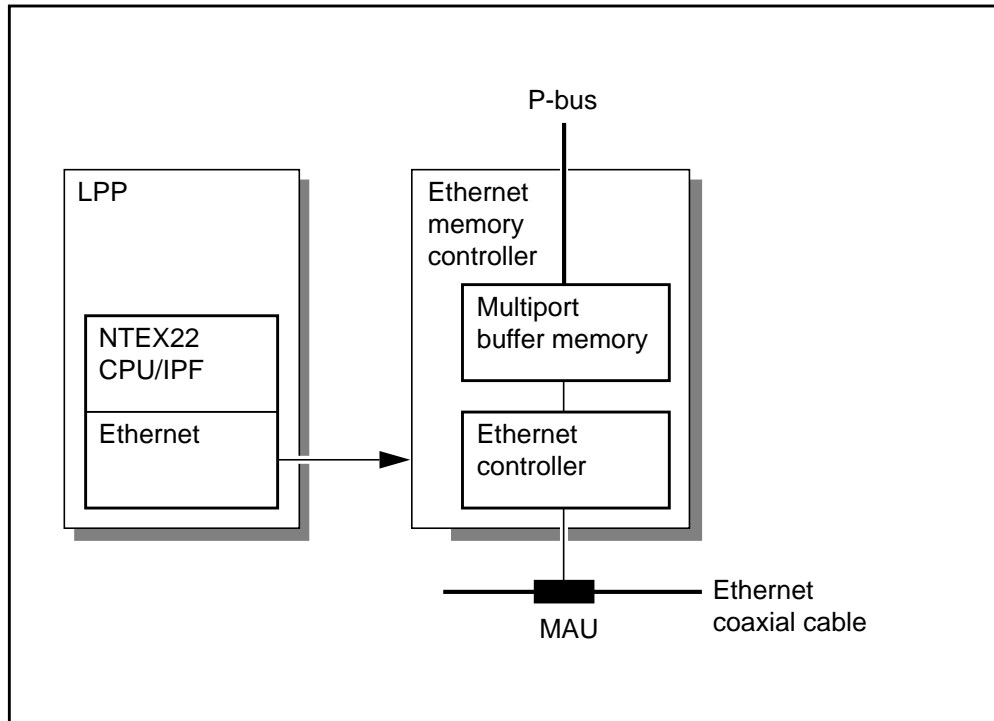 P-bus
LPP
Ethernet
memory
controller
Multiport
buffer memory
NTEX22
CPU/IPF
Ethernet
Ethernet
controller
Ethernet
coaxial cable
MAU